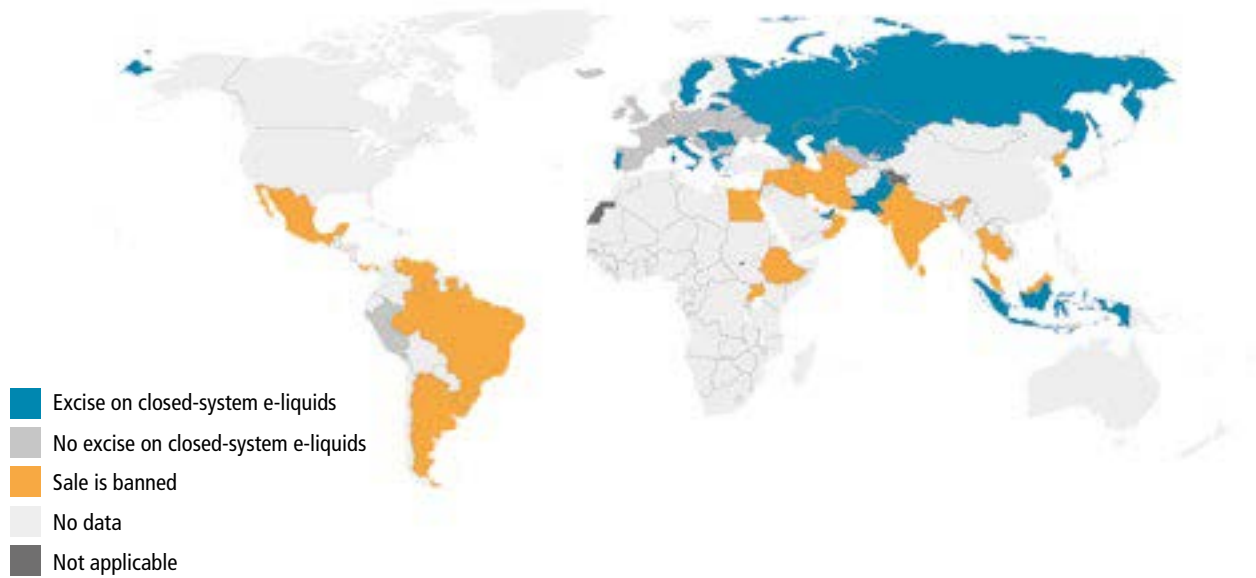 Excise on closed-system e-liquids
No excise on closed-system e-liquids
Sale is banned
No data
Not applicable